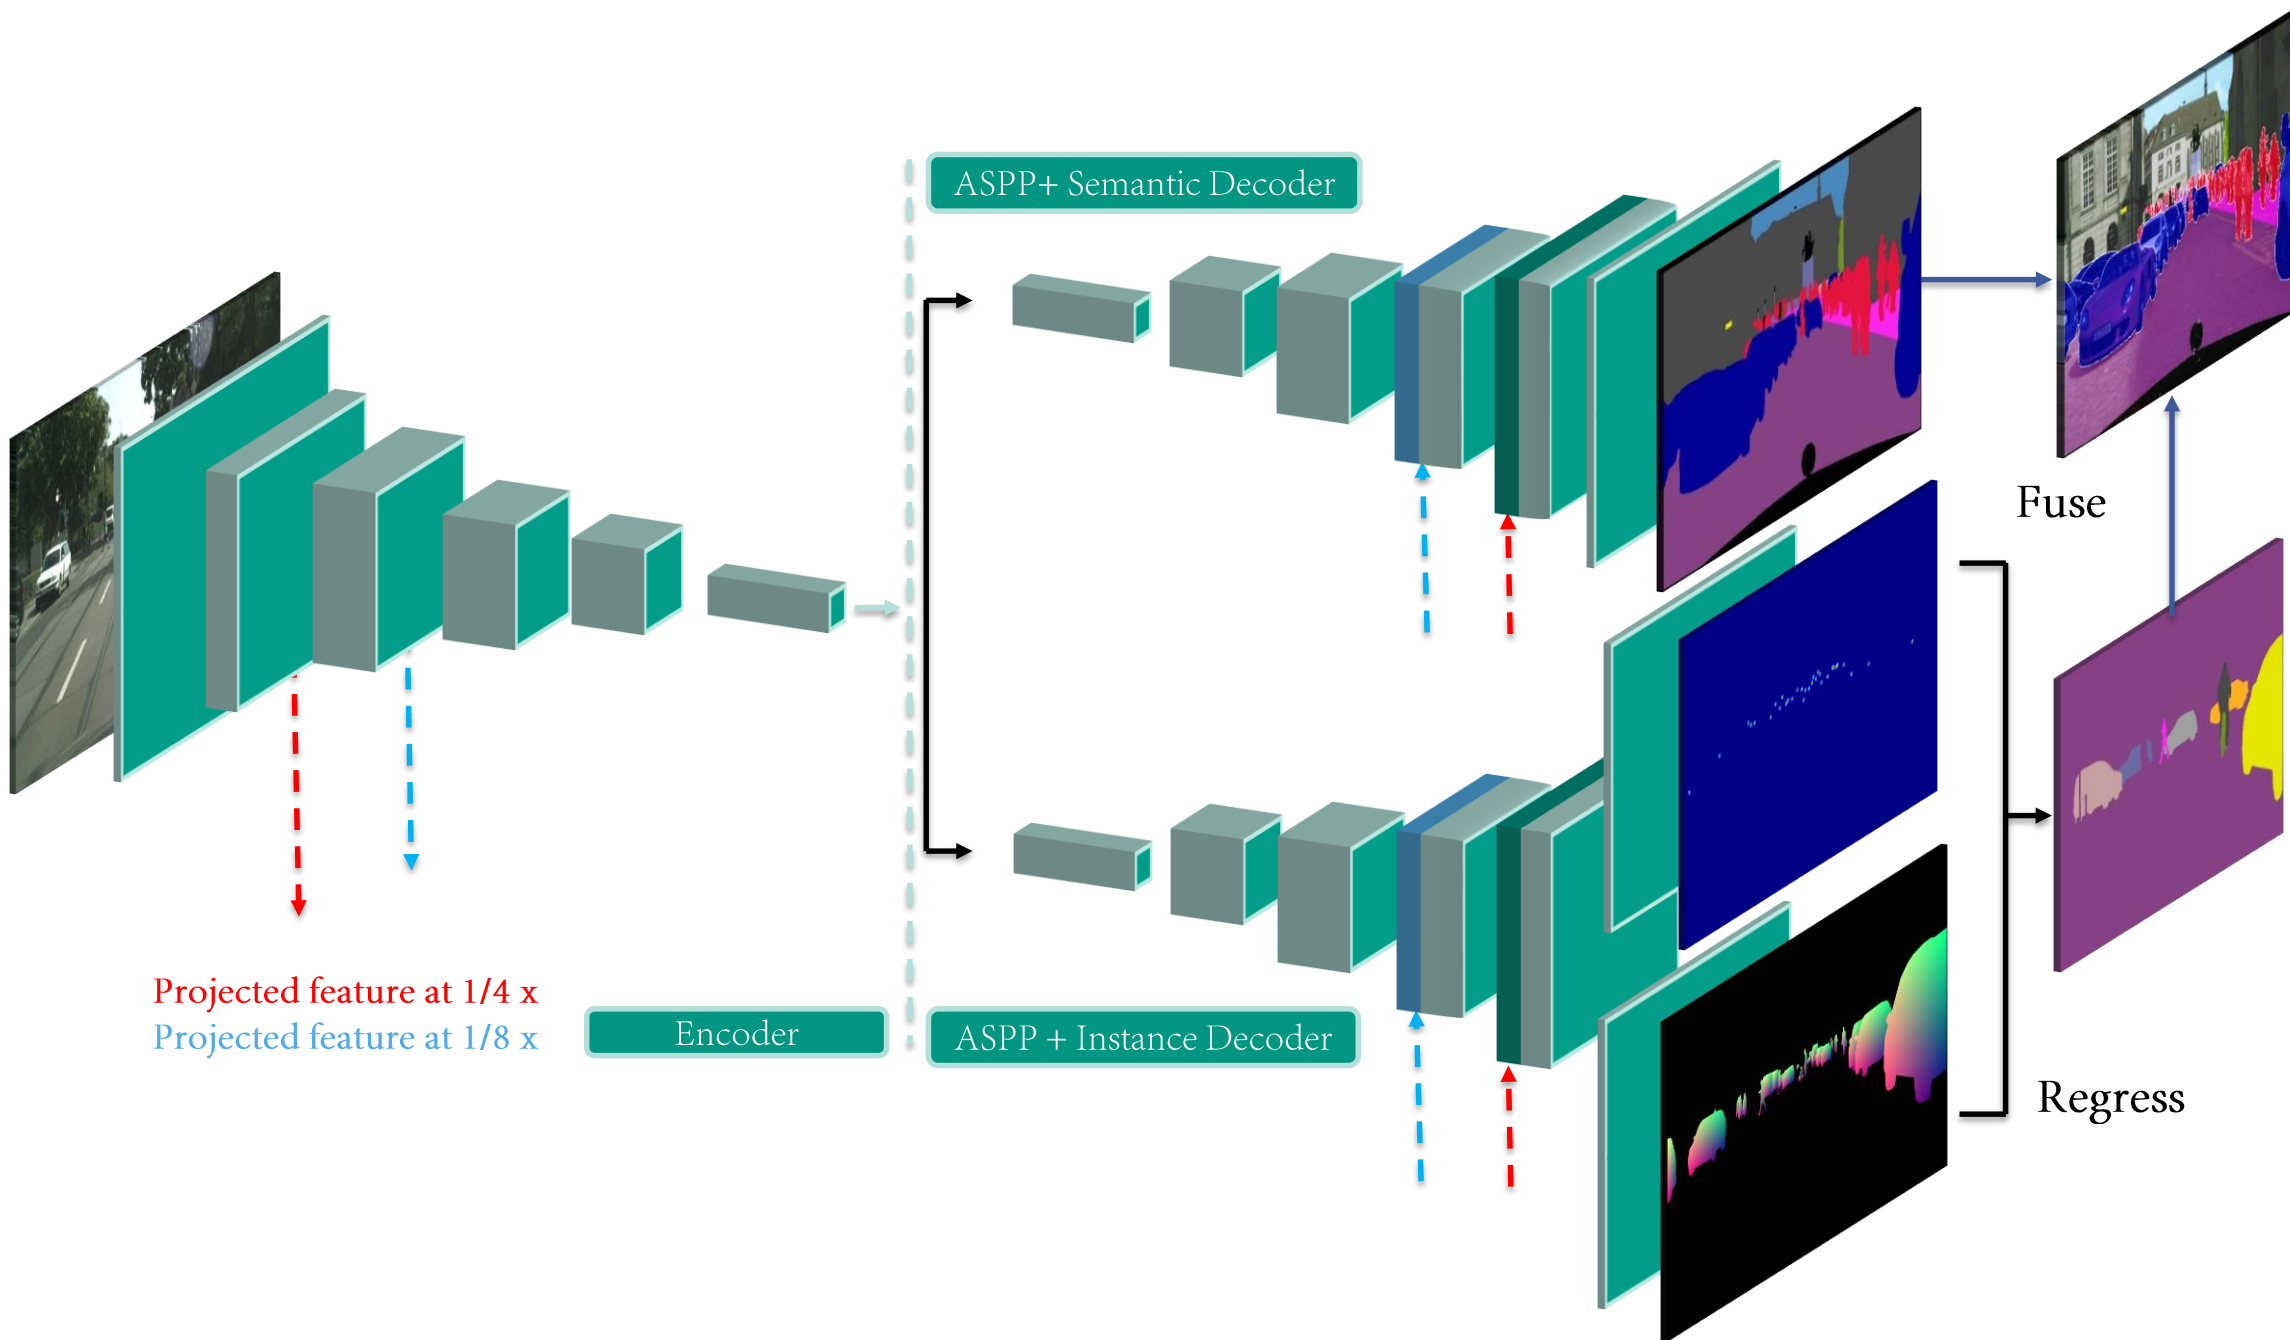 ASPP+ Semantic Decoder
Fuse
Projected feature at 1/4 x
Projected feature at 1/8 x
Encoder
ASPP + Instance Decoder
Regress